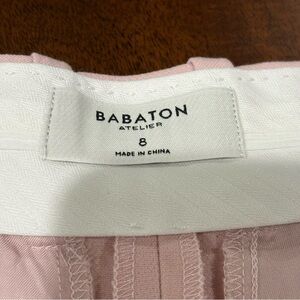 BABATON
ATELIER
8
MADE IN CHINA